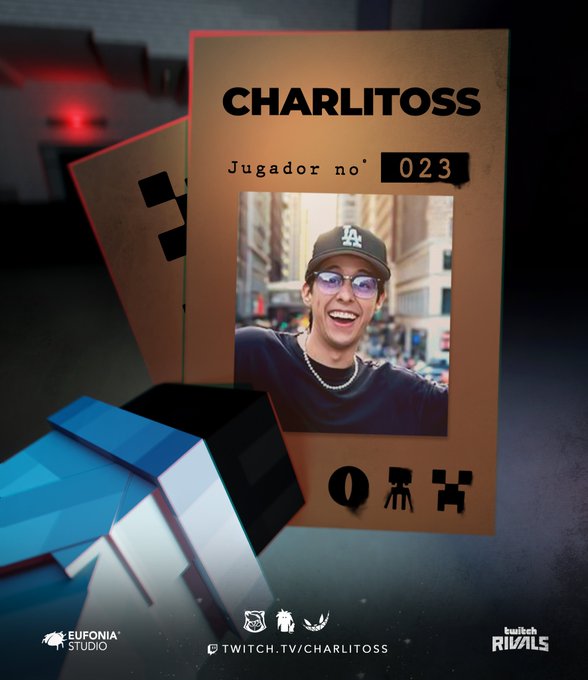 CHARLITOSS
Jugador no° 023
LA
EUFONIA®
STUDIO
TWITCH.TV/CHARLITOSS
twitch
RIVALS